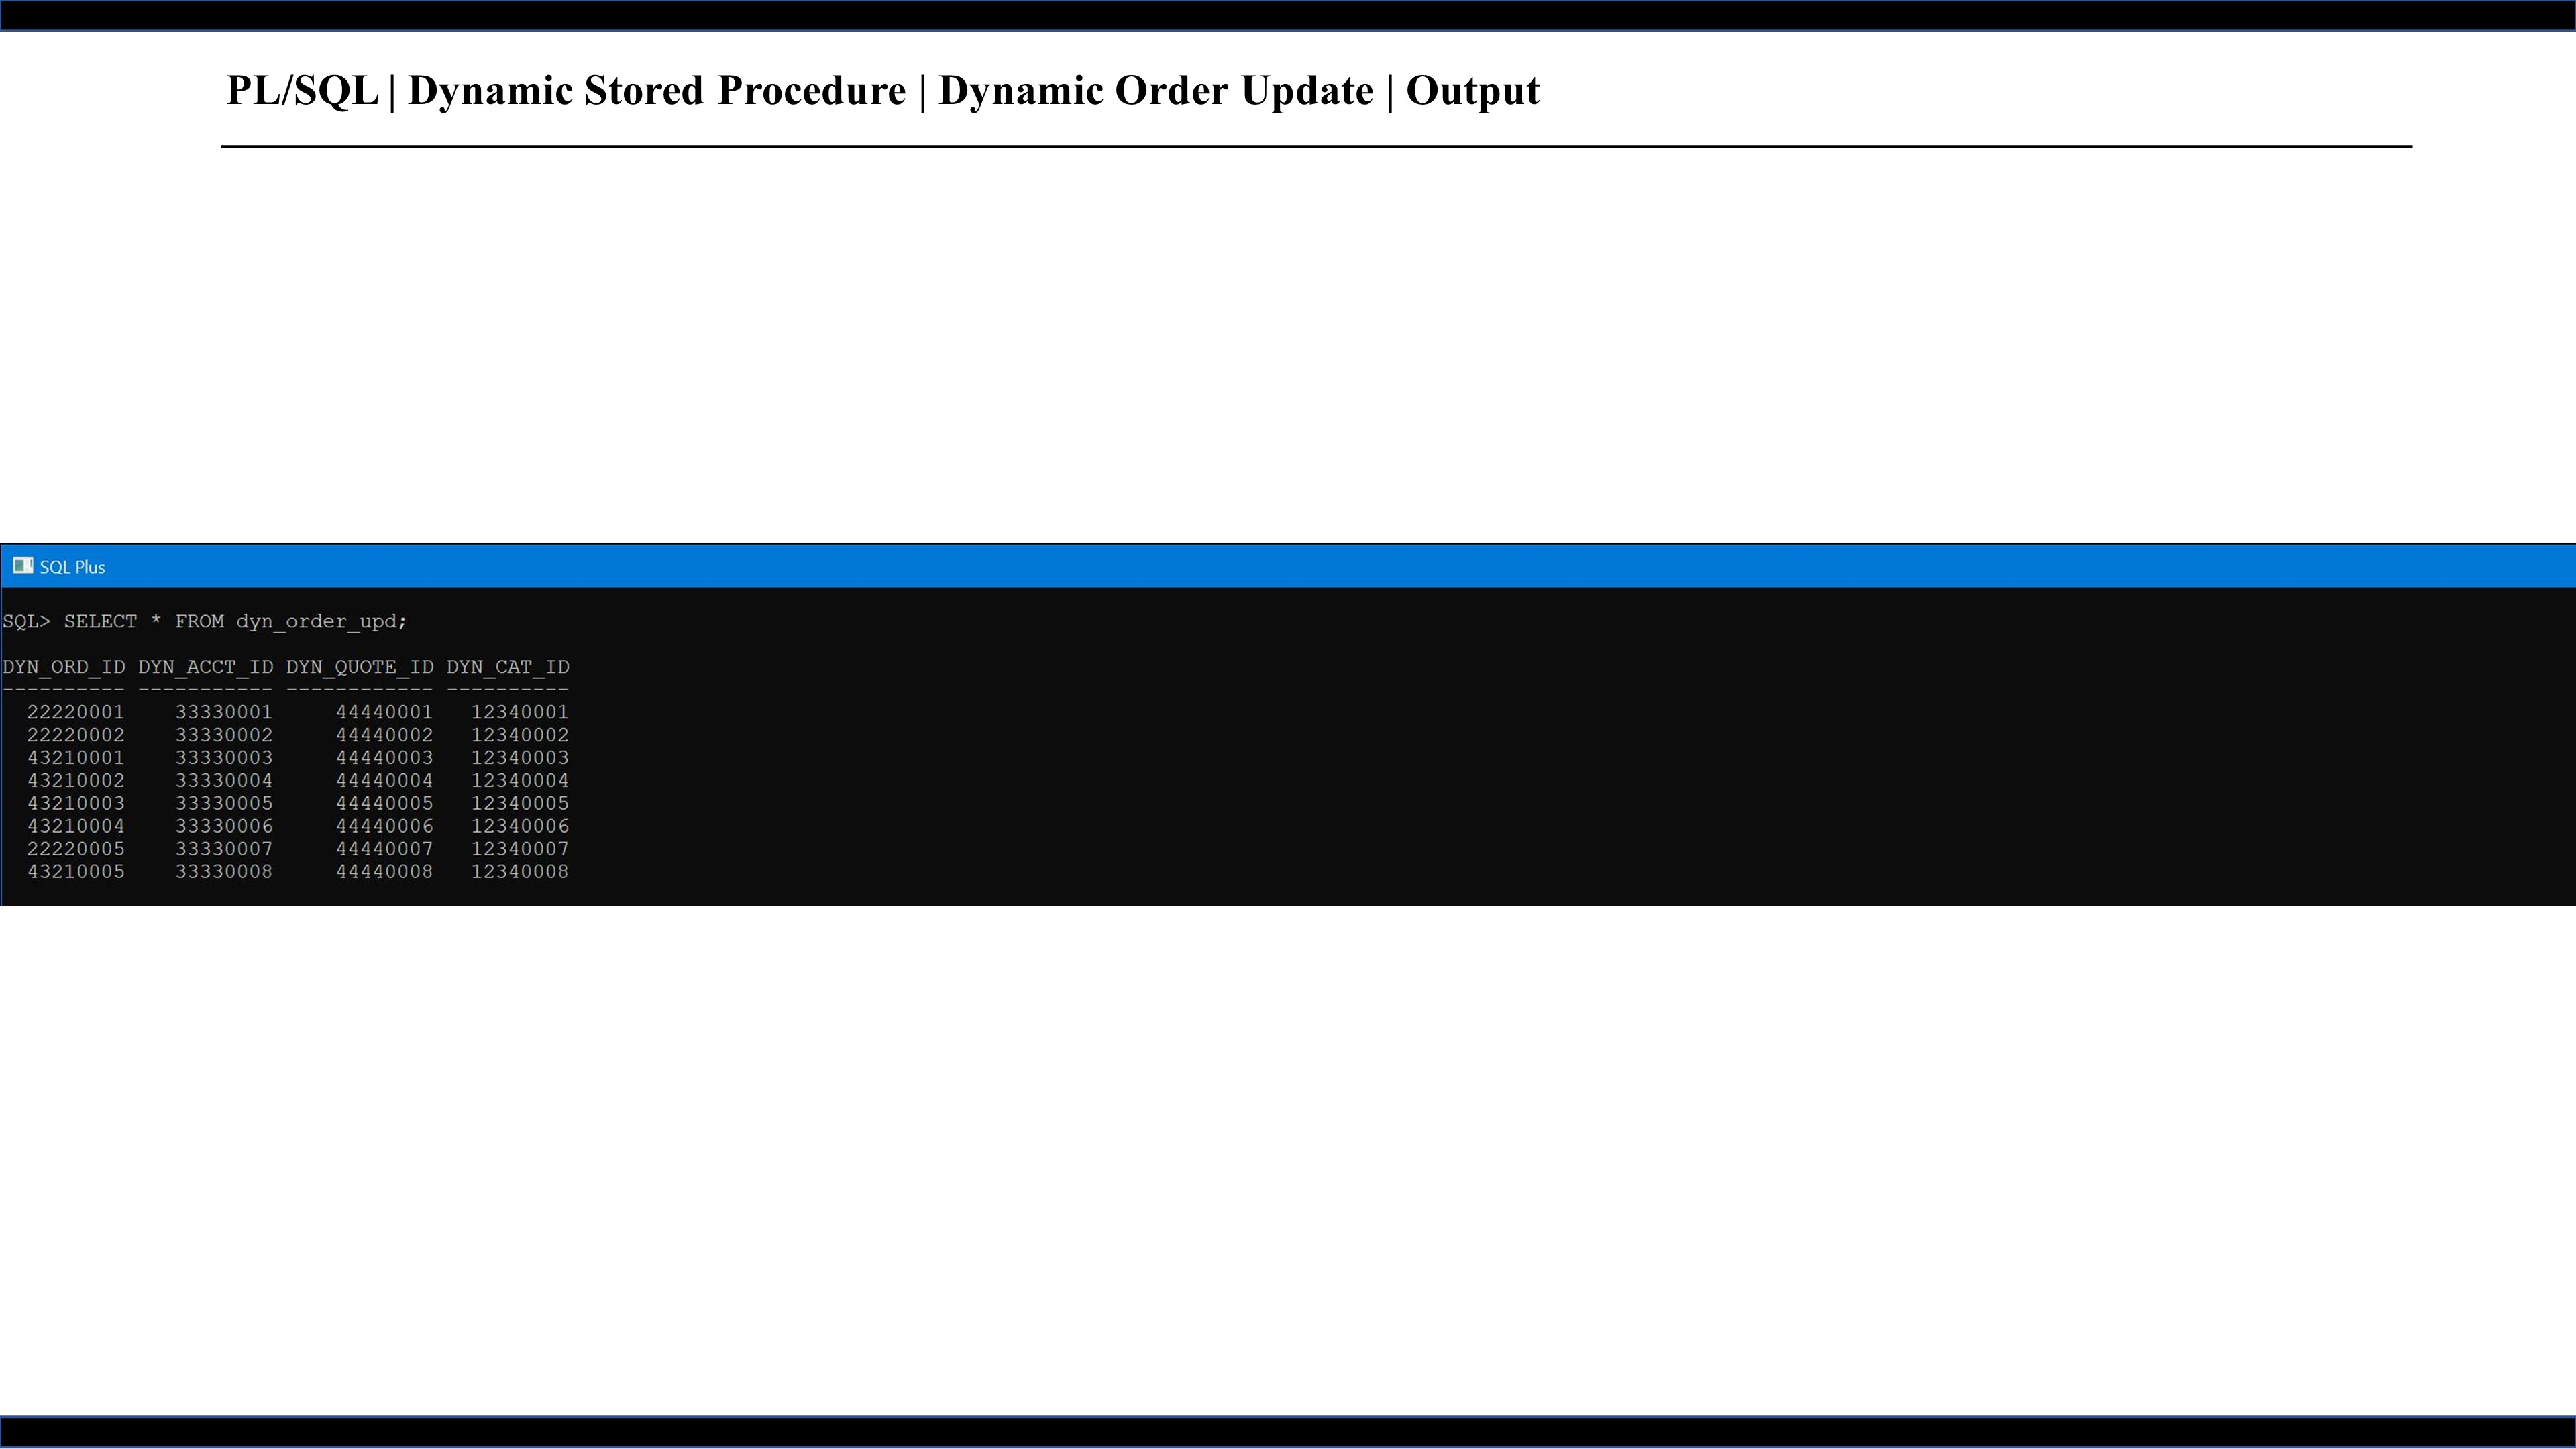 PL/SQL | Dynamic Stored Procedure | Dynamic Order Update | Output
SQL Plus
SQL> SELECT * FROM dyn_order_upd;
DYN_ORD_ID DYN_ACCT_ID DYN_QUOTE_ID DYN_CAT_ID
---------- ----------- ------------ ----------
22220001 33330001 44440001 12340001
22220002 33330002 44440002 12340002
43210001 33330003 44440003 12340003
43210002 33330004 44440004 12340004
43210003 33330005 44440005 12340005
43210004 33330006 44440006 12340006
22220005 33330007 44440007 12340007
43210005 33330008 44440008 12340008